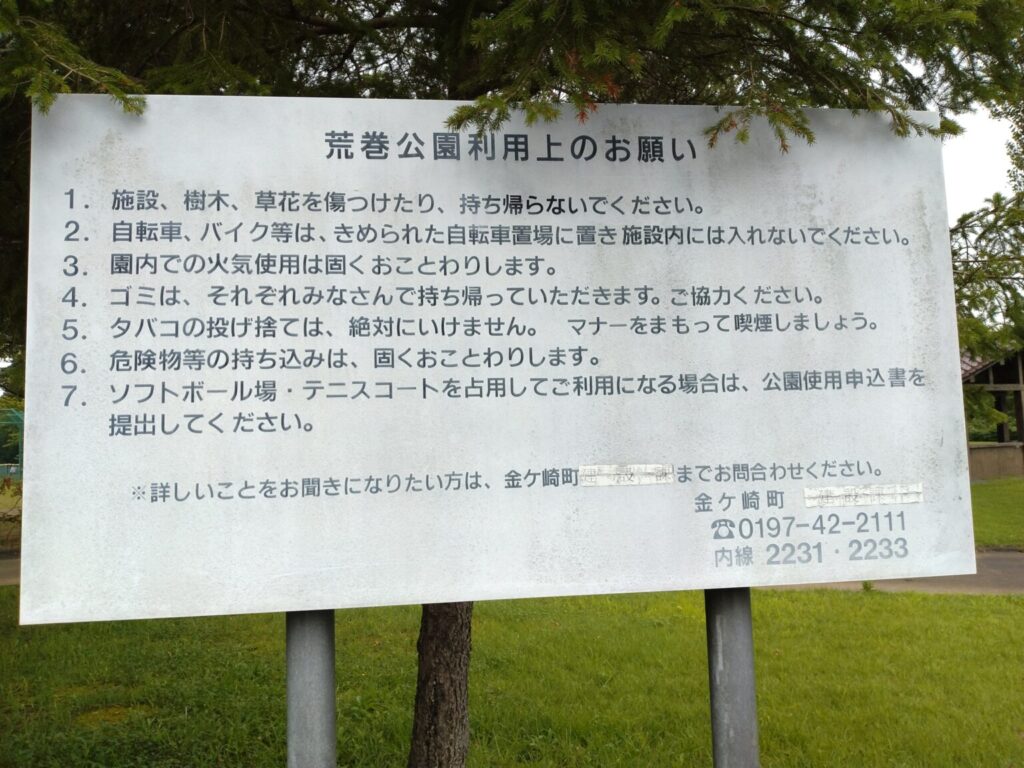 荒巻公園利用上のお願い
1. 施設、樹木、草花を傷つけたり、持ち帰らないでください。
2. 自転車、バイク等は、きめられた自転車置場に置き施設内には入れないでください。
3. 園内での火気使用は固くおことわりします。
4. ゴミは、それぞれみなさんで持ち帰っていただきます。ご協力ください。
5. タバコの投げ捨ては、絶対にいけません。 マナーをまもって喫煙しましょう。
6. 危険物等の持ち込みは、固くおことわりします。
7. ソフトボール場・テニスコートを占用してご利用になる場合は、公園使用申込書を
提出してください。
※詳しいことをお聞きになりたい方は、金ケ崎町 までお問合わせください。
金ケ崎町
☎0197-42-2111
内線 2231・2233